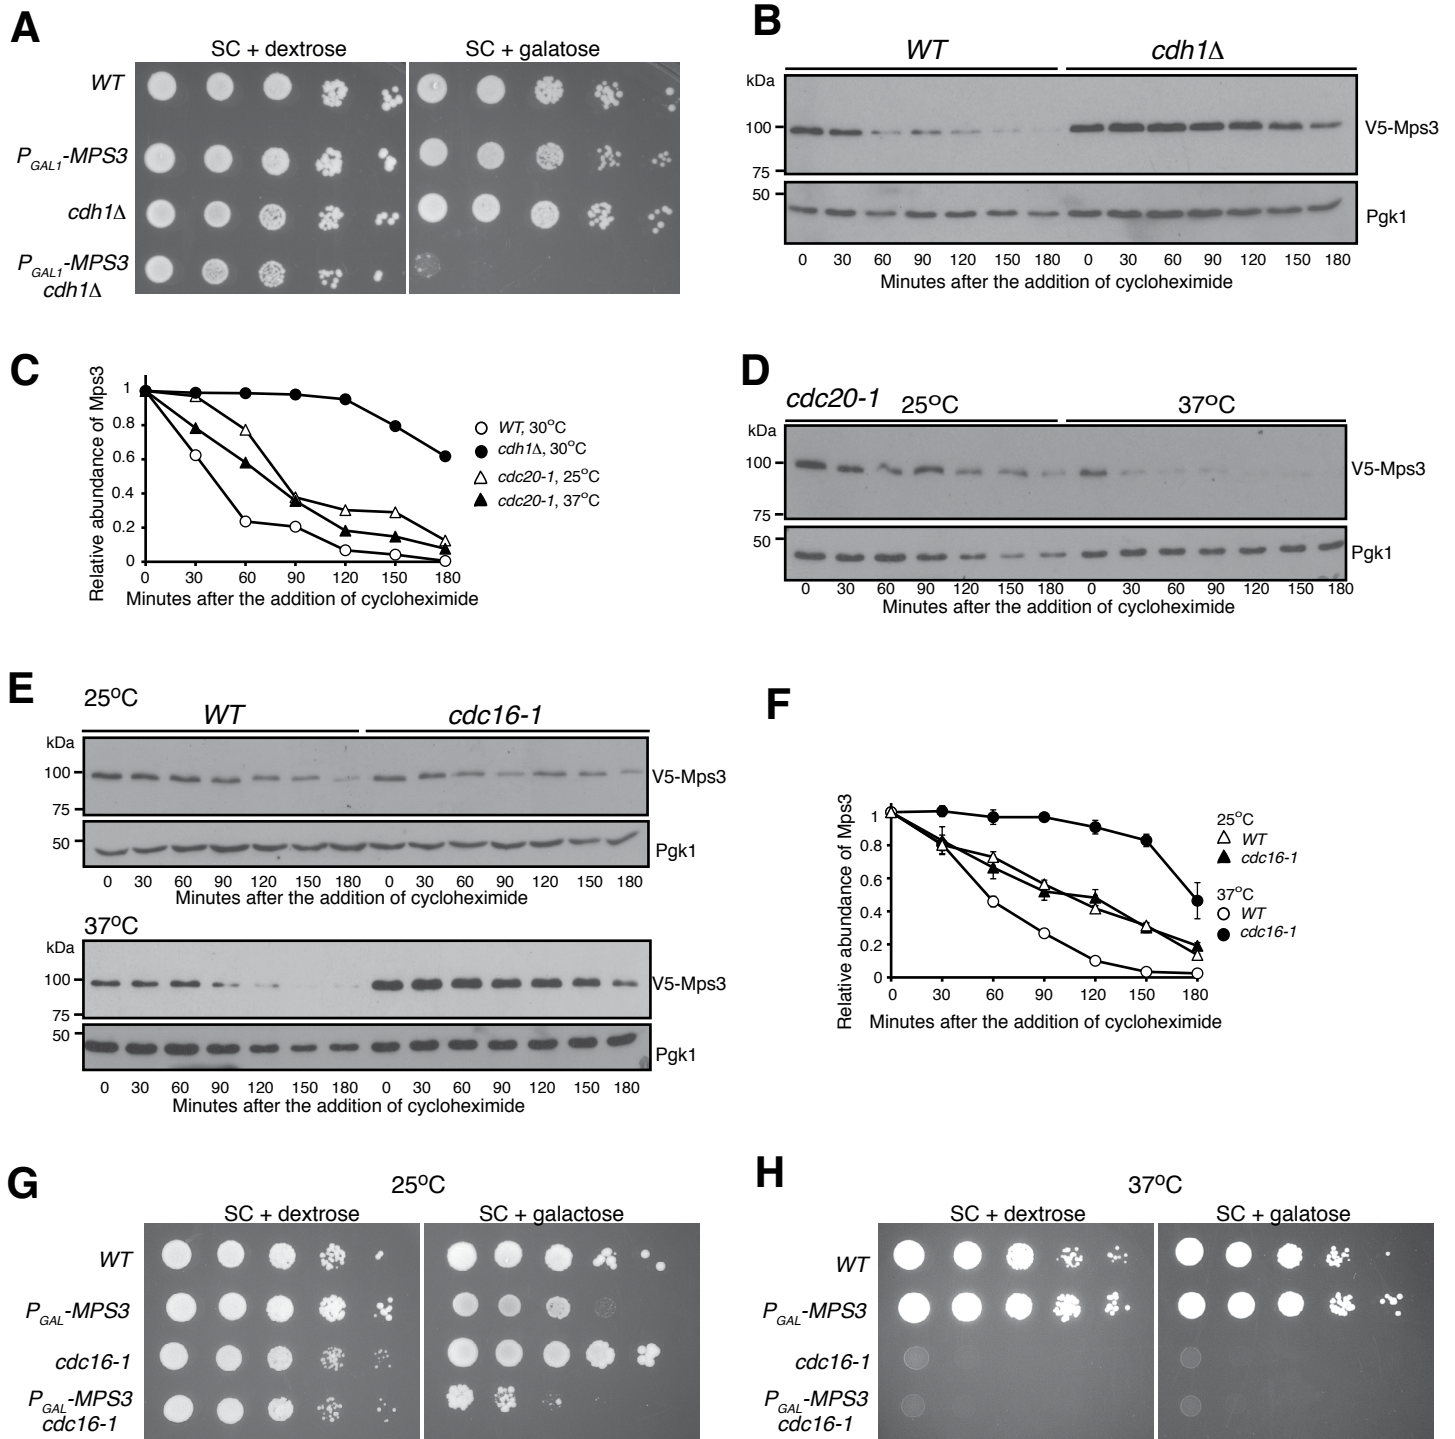 A
SC + dextrose
SC + galatose
WT
P_GAL1-MPS3
cdh1Δ
P_GAL1-MPS3
cdh1Δ
B
WT
cdh1Δ
kDa
100
V5-Mps3
75
50
Pgk1
0 30 60 90 120 150 180 0 30 60 90 120 150 180
Minutes after the addition of cycloheximide
C
Relative abundance of Mps3
1
0.8
0.6
0.4
0.2
0
0 30 60 90 120 150 180
Minutes after the addition of cycloheximide
WT, 30°C
cdh1Δ, 30°C
cdc20-1, 25°C
cdc20-1, 37°C
D
cdc20-1 25°C 37°C
kDa
100
V5-Mps3
75
50
Pgk1
0 30 60 90 120 150 180 0 30 60 90 120 150 180
Minutes after the addition of cycloheximide
E
25°C
WT
cdc16-1
kDa
100
V5-Mps3
75
50
Pgk1
0 30 60 90 120 150 180 0 30 60 90 120 150 180
Minutes after the addition of cycloheximide
37°C
kDa
100
V5-Mps3
75
50
Pgk1
0 30 60 90 120 150 180 0 30 60 90 120 150 180
Minutes after the addition of cycloheximide
F
Relative abundance of Mps3
1
0.8
0.6
0.4
0.2
0
0 30 60 90 120 150 180
Minutes after the addition of cycloheximide
25°C
WT
cdc16-1
37°C
WT
cdc16-1
G
25°C
SC + dextrose
SC + galactose
WT
P_GAL-MPS3
cdc16-1
P_GAL-MPS3
cdc16-1
H
37°C
SC + dextrose
SC + galatose
WT
P_GAL-MPS3
cdc16-1
P_GAL-MPS3
cdc16-1